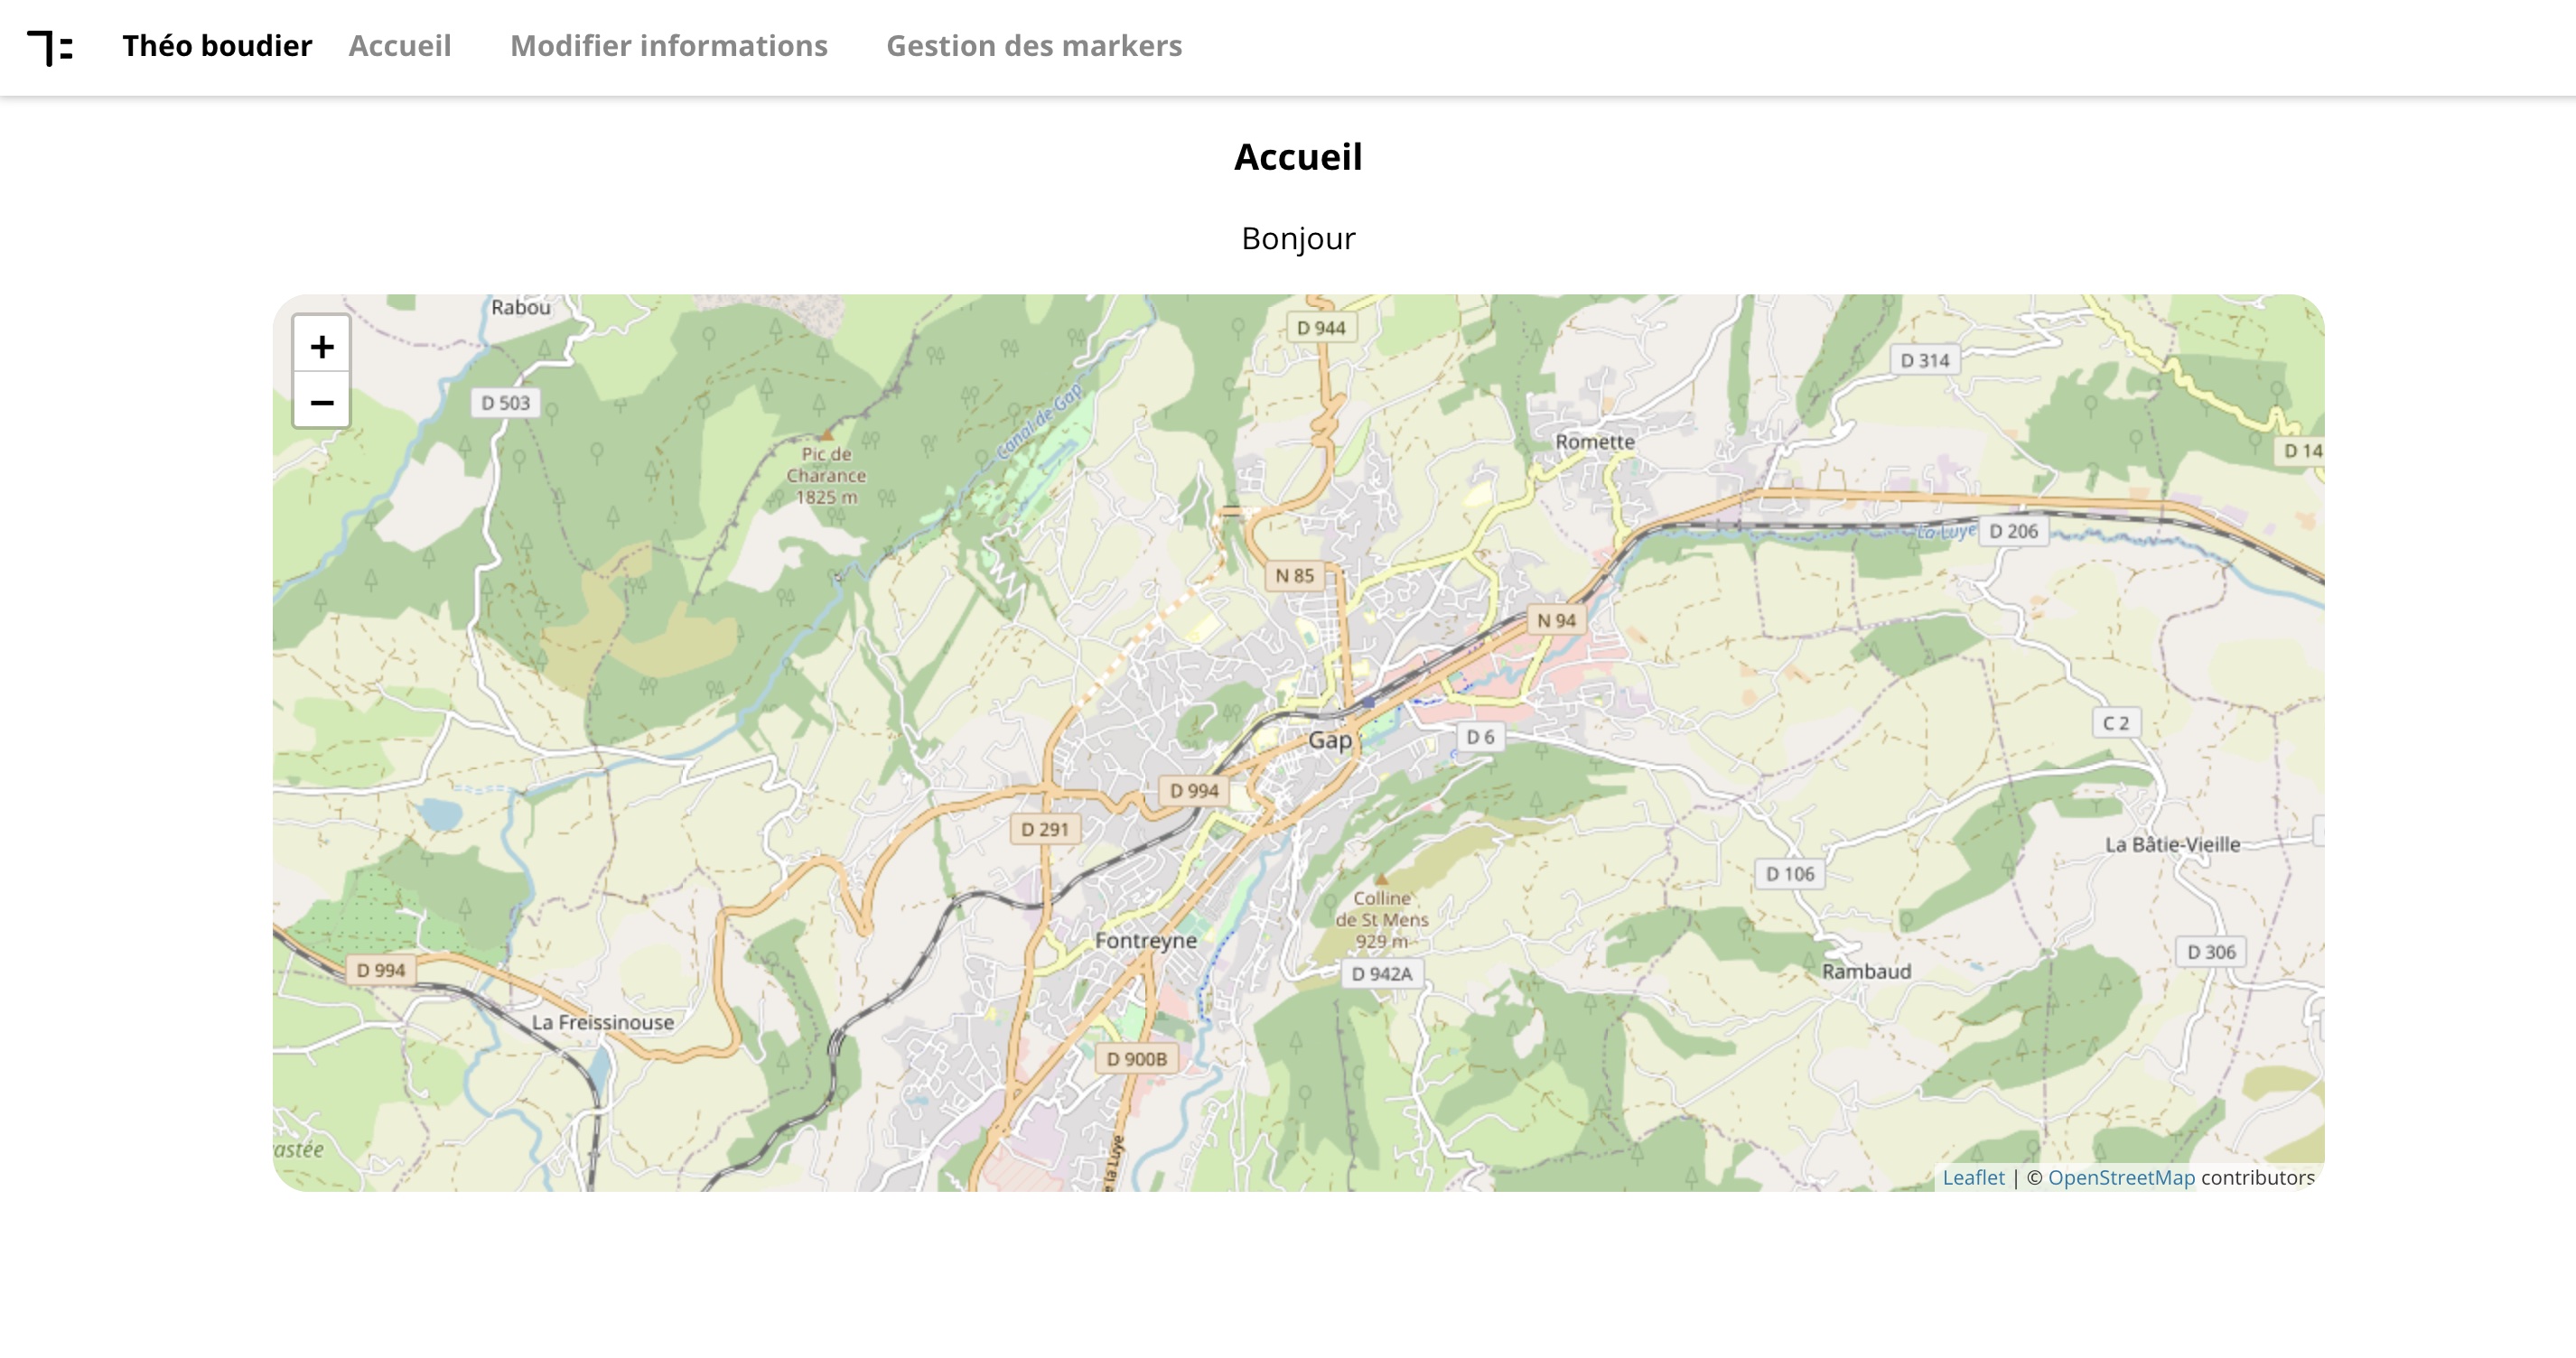 Théo boudier Accueil Modifier informations Gestion des markers
Accueil
Bonjour
Rabou
+
−
D 944
D 314
D 503
Canal de Gap
Romette
D 14
Pic de
Charance
1825 m
La Luye
D 206
N 85
N 94
C 2
Gap
D 6
D 994
D 291
La Bâtie-Vieille
D 106
Colline
de St Mens
929 m
Fontreyne
D 306
D 994
D 942A
Rambaud
La Freissinouse
D 900B
astée
e la Luye
Leaflet | © OpenStreetMap contributors